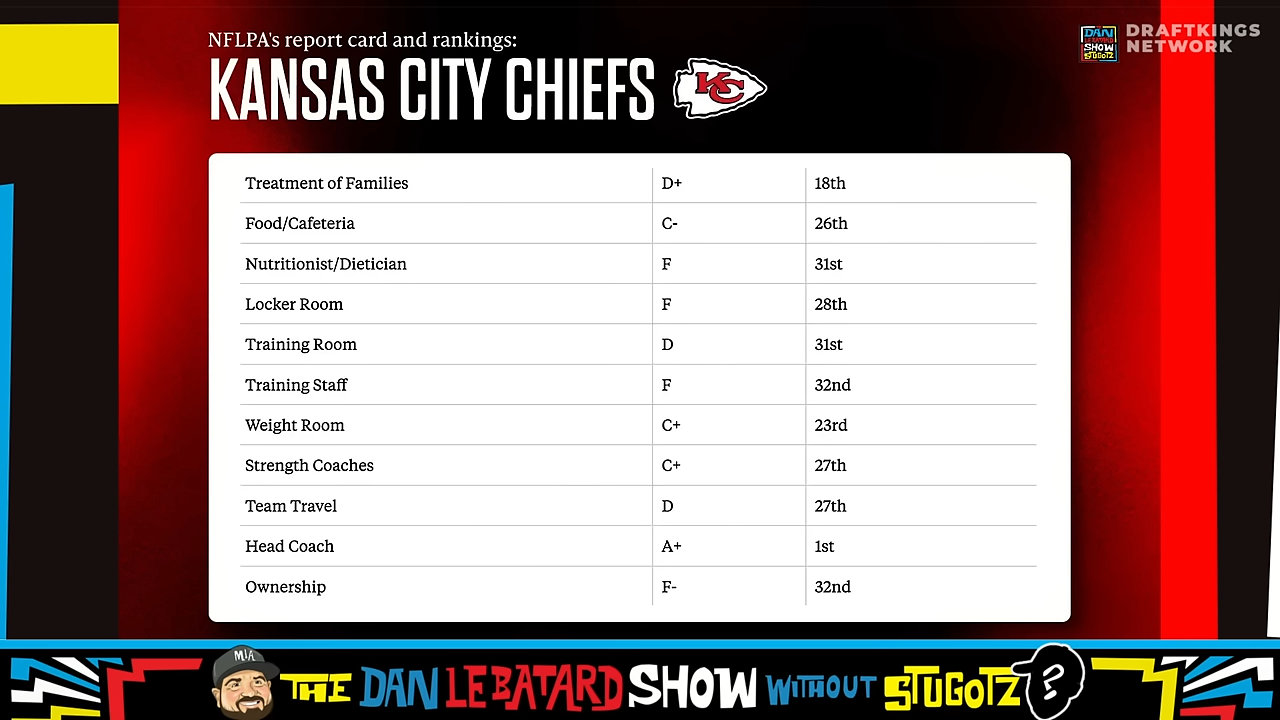 NFLPA's report card and rankings:
KANSAS CITY CHIEFS
KC
DAN
LE BATARD
SHOW
STUGOTZ
DRAFTKINGS
NETWORK
Treatment of Families D+ 18th
Food/Cafeteria C- 26th
Nutritionist/Dietician F 31st
Locker Room F 28th
Training Room D 31st
Training Staff F 32nd
Weight Room C+ 23rd
Strength Coaches C+ 27th
Team Travel D 27th
Head Coach A+ 1st
Ownership F- 32nd
MIA
THE DAN LE BATARD SHOW WITHOUT STUGOTZ ?